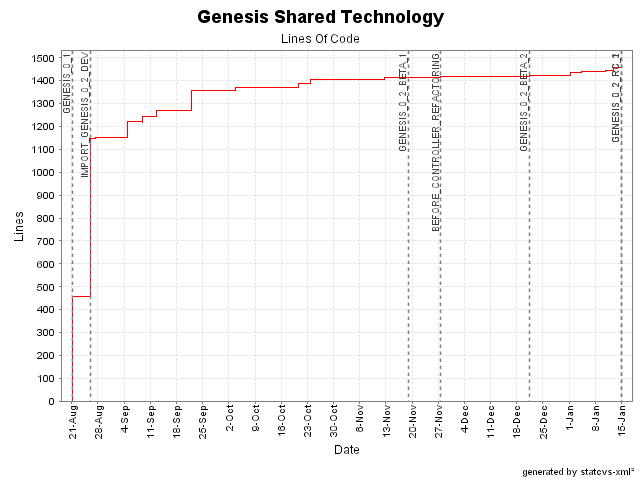 Genesis Shared Technology
Lines Of Code
Lines
1500
1400
1300
1200
1100
1000
900
800
700
600
500
400
300
200
100
0
GENESIS_0_1
IMPORT_GENESIS_0_2_DEV
GENESIS_0_2_BETA_1
BEFORE_CONTROLLER_REFACTORING
GENESIS_0_2_BETA_2
21-Aug
28-Aug
4-Sep
11-Sep
18-Sep
25-Sep
2-Oct
9-Oct
16-Oct
23-Oct
30-Oct
6-Nov
13-Nov
20-Nov
27-Nov
4-Dec
11-Dec
18-Dec
25-Dec
1-Jan
8-Jan
15-Jan
Date
generated by statcvs-xml²